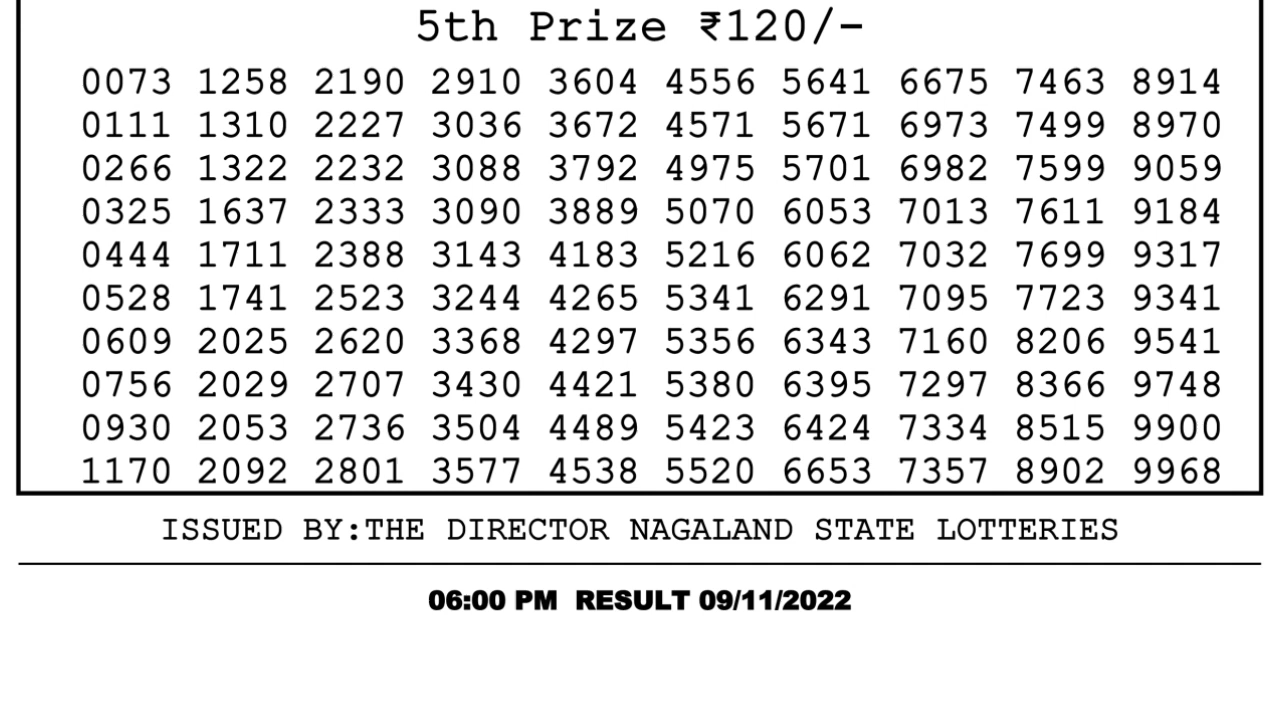 5th Prize ₹120/-
0073 1258 2190 2910 3604 4556 5641 6675 7463 8914
0111 1310 2227 3036 3672 4571 5671 6973 7499 8970
0266 1322 2232 3088 3792 4975 5701 6982 7599 9059
0325 1637 2333 3090 3889 5070 6053 7013 7611 9184
0444 1711 2388 3143 4183 5216 6062 7032 7699 9317
0528 1741 2523 3244 4265 5341 6291 7095 7723 9341
0609 2025 2620 3368 4297 5356 6343 7160 8206 9541
0756 2029 2707 3430 4421 5380 6395 7297 8366 9748
0930 2053 2736 3504 4489 5423 6424 7334 8515 9900
1170 2092 2801 3577 4538 5520 6653 7357 8902 9968
ISSUED BY:THE DIRECTOR NAGALAND STATE LOTTERIES
06:00 PM RESULT 09/11/2022